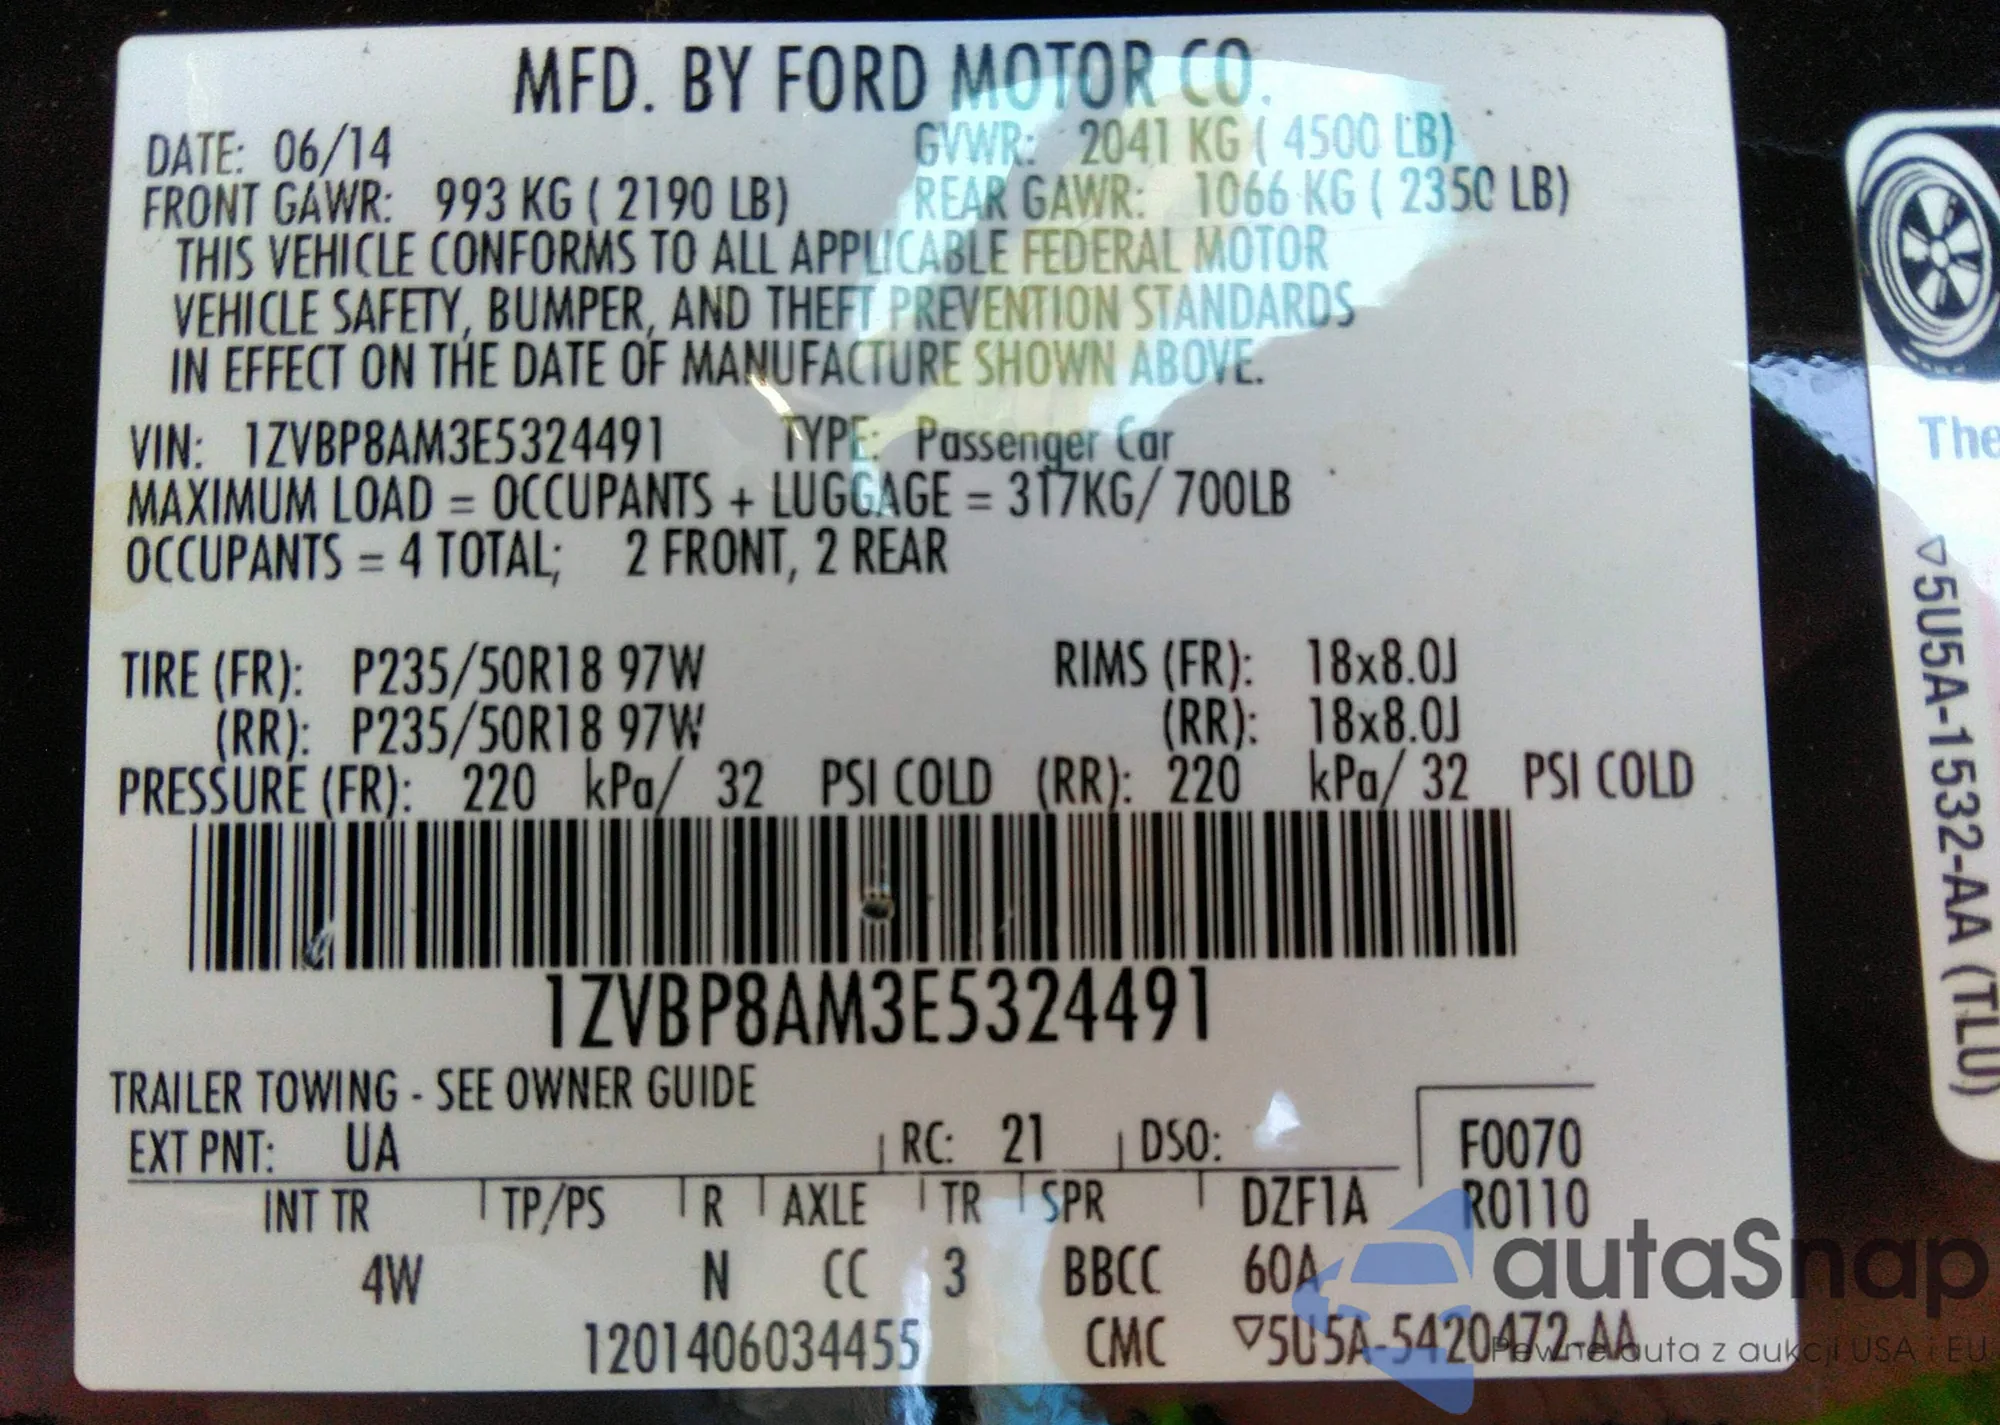 MFD. BY FORD MOTOR CO.
DATE: 06/14 GVWR: 2041 KG ( 4500 LB)
FRONT GAWR: 993 KG ( 2190 LB) REAR GAWR: 1066 KG ( 2350 LB)
THIS VEHICLE CONFORMS TO ALL APPLICABLE FEDERAL MOTOR
VEHICLE SAFETY, BUMPER, AND THEFT PREVENTION STANDARDS
IN EFFECT ON THE DATE OF MANUFACTURE SHOWN ABOVE.
VIN: 1ZVBP8AM3E5324491 TYPE: Passenger Car
MAXIMUM LOAD = OCCUPANTS + LUGGAGE = 317KG/ 700LB
OCCUPANTS = 4 TOTAL; 2 FRONT, 2 REAR
TIRE (FR): P235/50R18 97W RIMS (FR): 18x8.0J
(RR): P235/50R18 97W (RR): 18x8.0J
PRESSURE (FR): 220 kPa/ 32 PSI COLD (RR): 220 kPa/ 32 PSI COLD
1ZVBP8AM3E5324491
TRAILER TOWING - SEE OWNER GUIDE
EXT PNT: UA RC: 21 DSO: F0070
INT TR TP/PS R AXLE TR SPR DZF1A R0110
4W N CC 3 BBCC 60A
1201406034455 CMC ▽5U5A-5420472-AA
The
▽5U5A-1532-AA (TLU)
autaSnap
Pewne auta z aukcji USA i EU